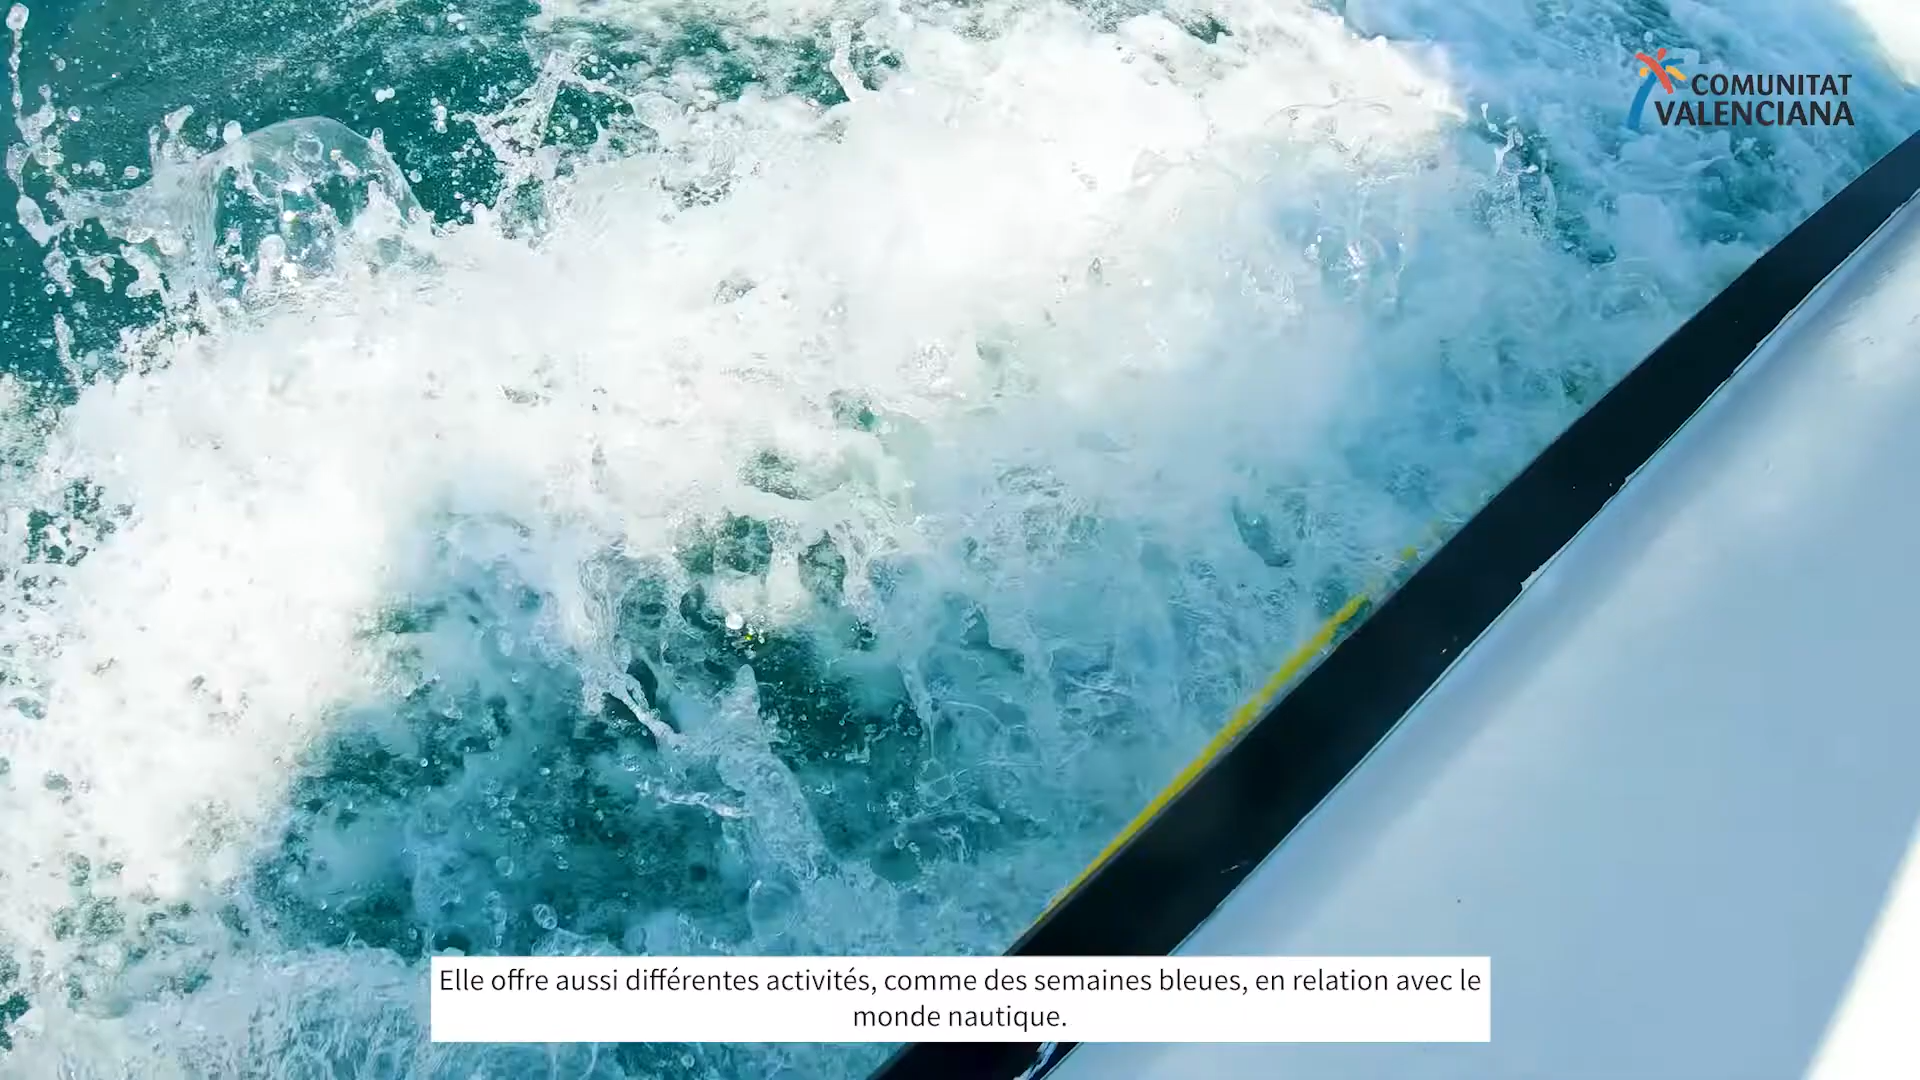 COMUNITAT
VALENCIANA
Elle offre aussi différentes activités, comme des semaines bleues, en relation avec le
monde nautique.